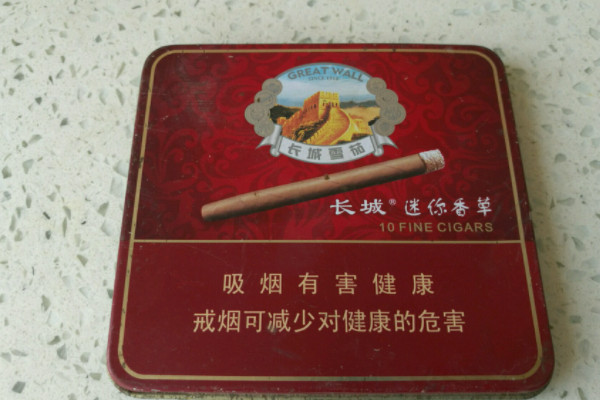 GREAT WALL
长城雪茄
长城® 迷你香草
10 FINE CIGARS
吸烟有害健康
戒烟可减少对健康的危害